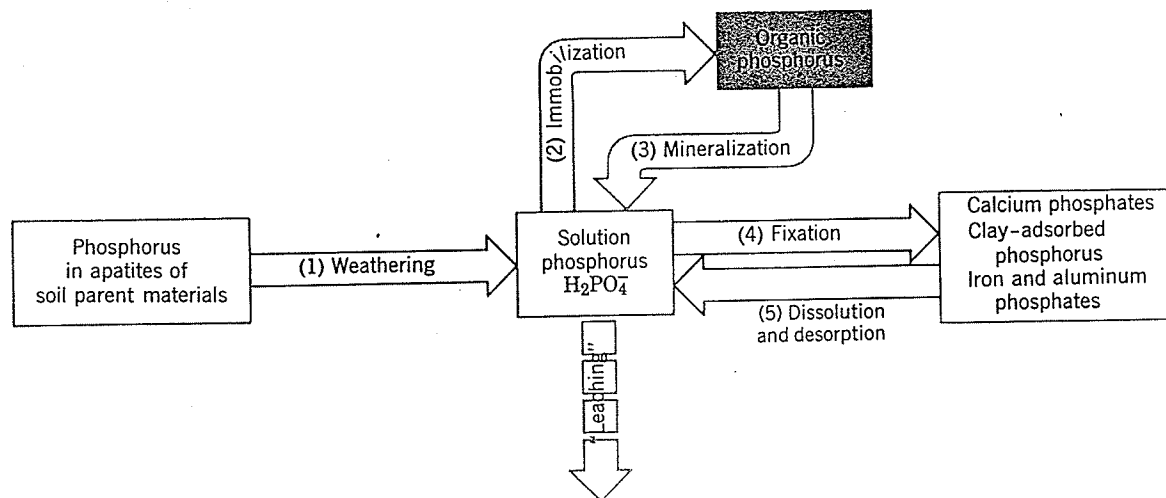 Organic
phosphorus
(2) Immobilization
(3) Mineralization
Phosphorus
in apatites of
soil parent materials
(1) Weathering
Solution
phosphorus
H₂PO₄⁻
(4) Fixation
Calcium phosphates
Clay-adsorbed
phosphorus
Iron and aluminum
phosphates
(5) Dissolution
and desorption
"Leaching"